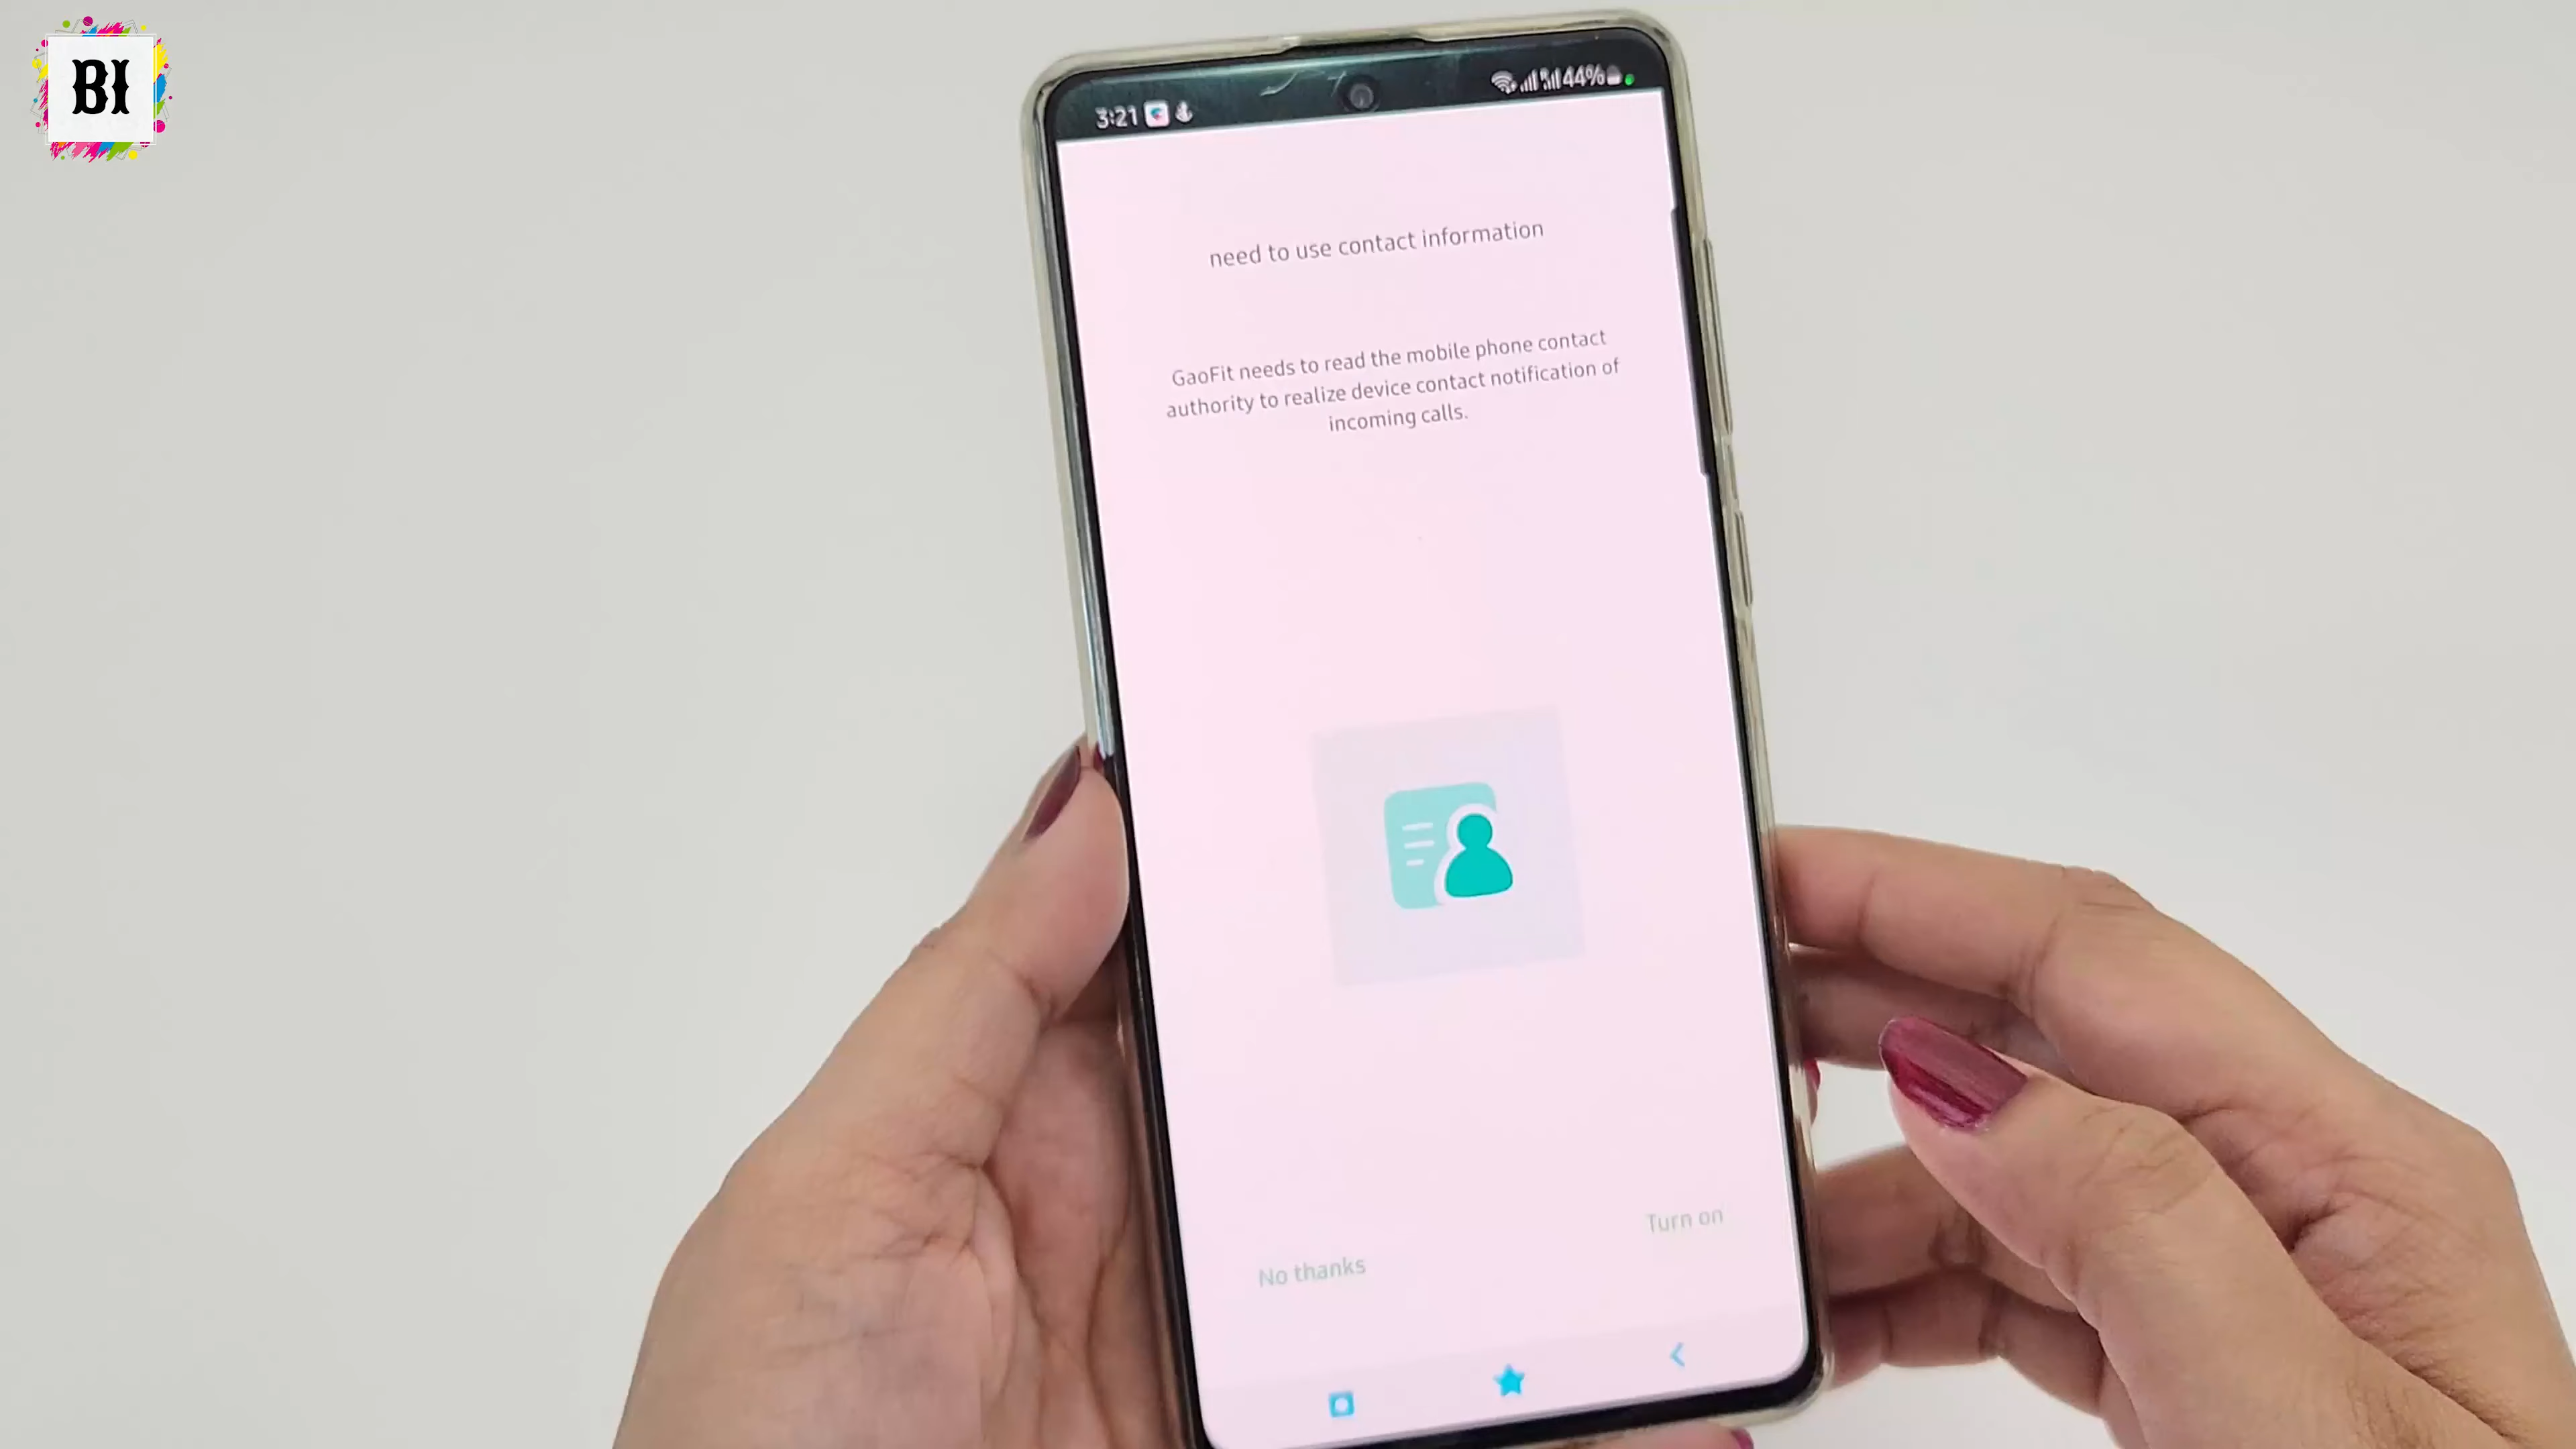 BI
3:21
44%
need to use contact information
GaoFit needs to read the mobile phone contact
authority to realize device contact notification of
incoming calls.
No thanks
Turn on